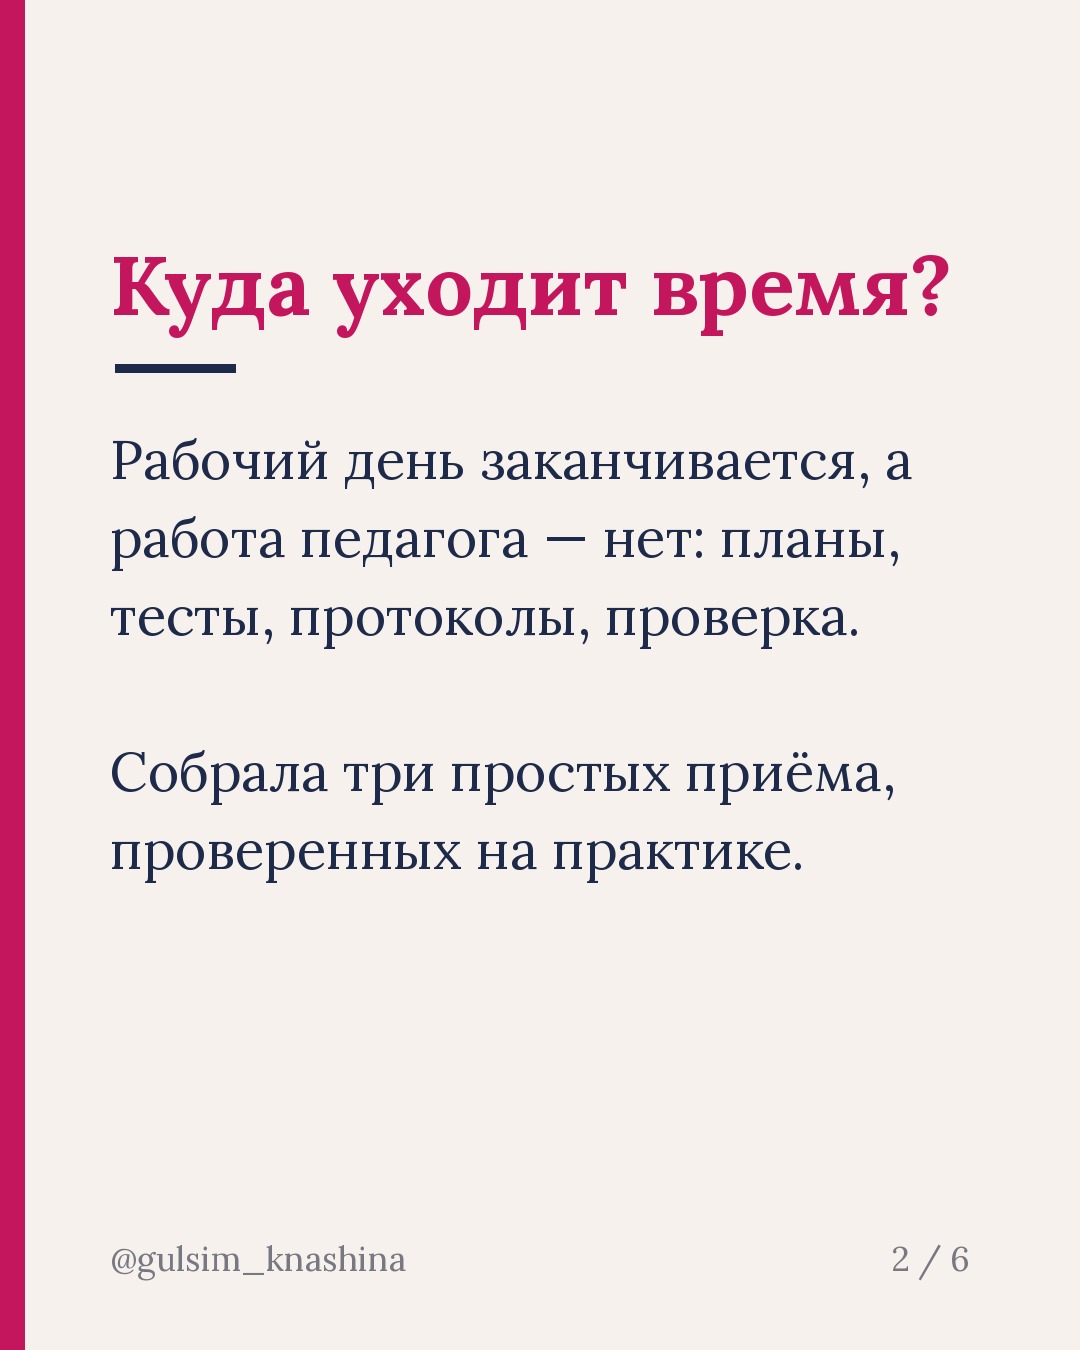 Куда уходит время?
Рабочий день заканчивается, а
работа педагога — нет: планы,
тесты, протоколы, проверка.
Собрала три простых приёма,
проверенных на практике.
@gulsim_knashina
2 / 6